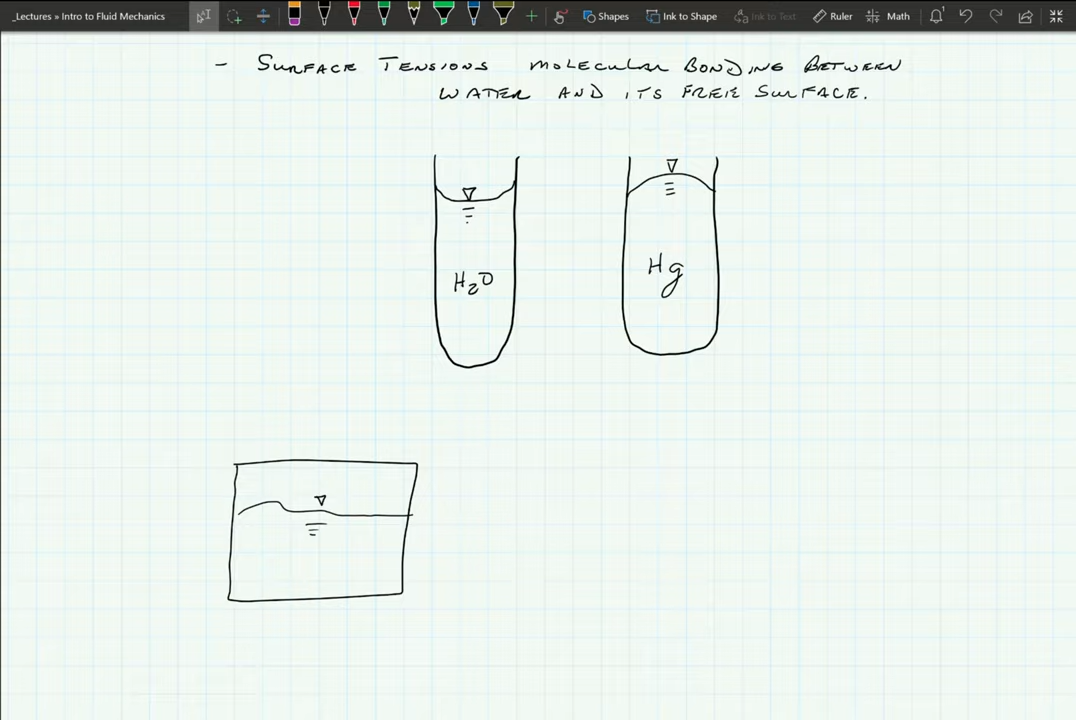 _Lectures » Intro to Fluid Mechanics
Shapes
Ink to Shape
Ink to Text
Ruler
Math
- SURFACE TENSIONS MOLECULAR BONDING BETWEEN
WATER AND ITS FREE SURFACE.
H2O
Hg